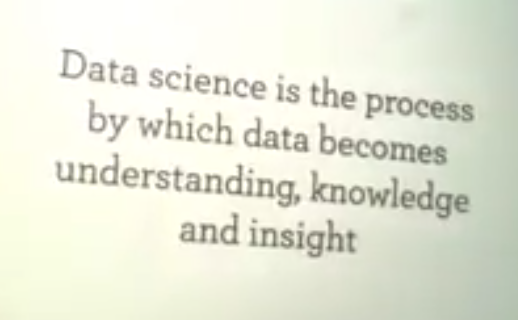 Data science is the process
by which data becomes
understanding, knowledge
and insight